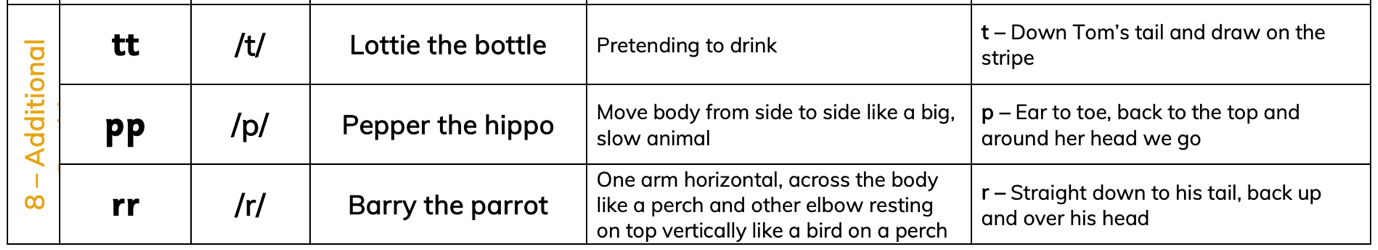 8 – Additional
tt
/t/
Lottie the bottle
Pretending to drink
t – Down Tom’s tail and draw on the
stripe
pp
/p/
Pepper the hippo
Move body from side to side like a big,
slow animal
p – Ear to toe, back to the top and
around her head we go
rr
/r/
Barry the parrot
One arm horizontal, across the body
like a perch and other elbow resting
on top vertically like a bird on a perch
r – Straight down to his tail, back up
and over his head